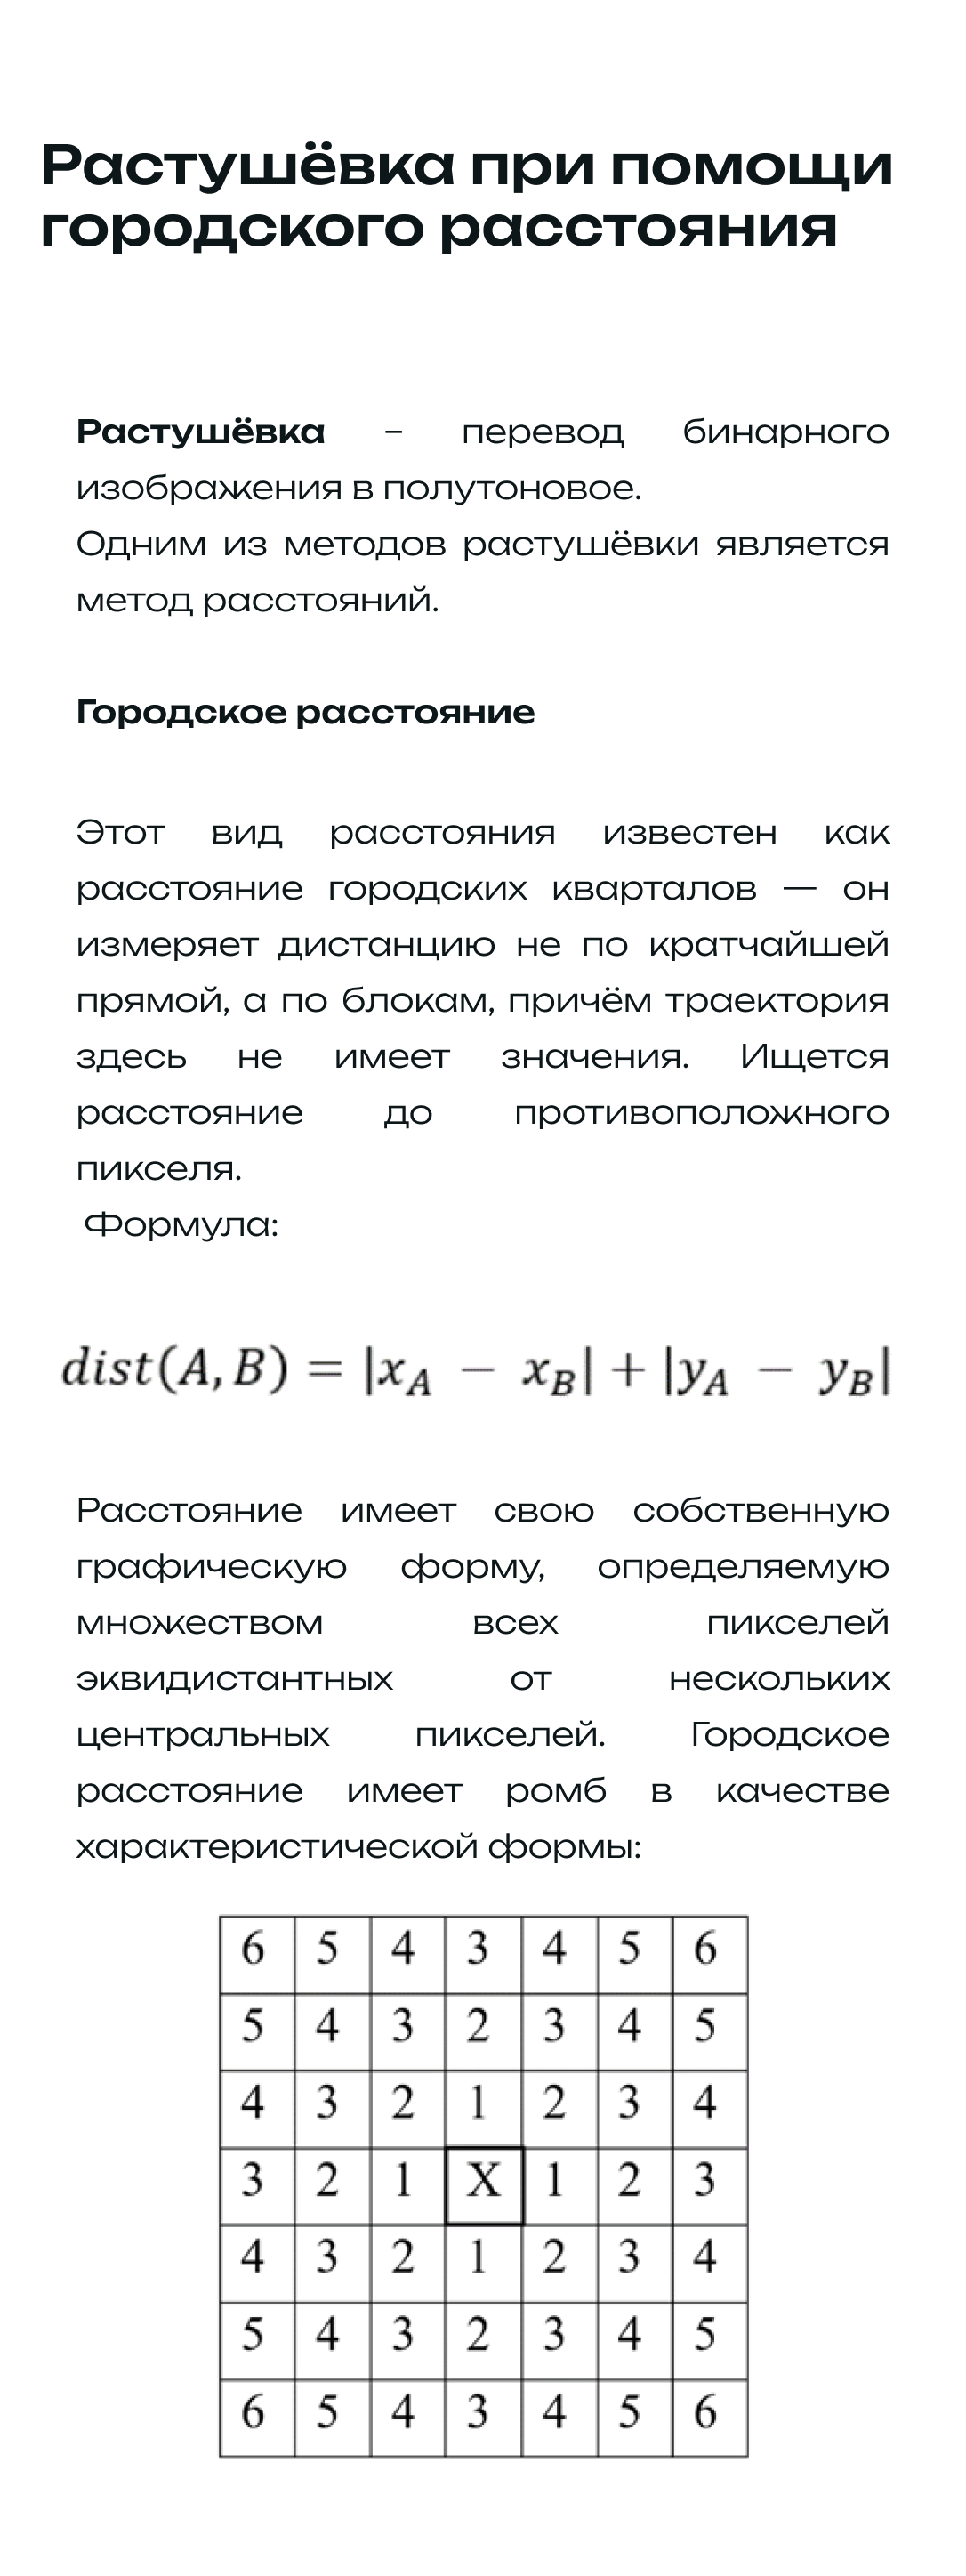 Растушёвка при помощи
городского расстояния
Растушёвка – перевод бинарного
изображения в полутоновое.
Одним из методов растушёвки является
метод расстояний.
Городское расстояние
Этот вид расстояния известен как
расстояние городских кварталов — он
измеряет дистанцию не по кратчайшей
прямой, а по блокам, причём траектория
здесь не имеет значения. Ищется
расстояние до противоположного
пикселя.
Формула:
dist(A, B) = |x_A − x_B| + |y_A − y_B|
Расстояние имеет свою собственную
графическую форму, определяемую
множеством всех пикселей
эквидистантных от нескольких
центральных пикселей. Городское
расстояние имеет ромб в качестве
характеристической формы:
6 5 4 3 4 5 6
5 4 3 2 3 4 5
4 3 2 1 2 3 4
3 2 1 X 1 2 3
4 3 2 1 2 3 4
5 4 3 2 3 4 5
6 5 4 3 4 5 6